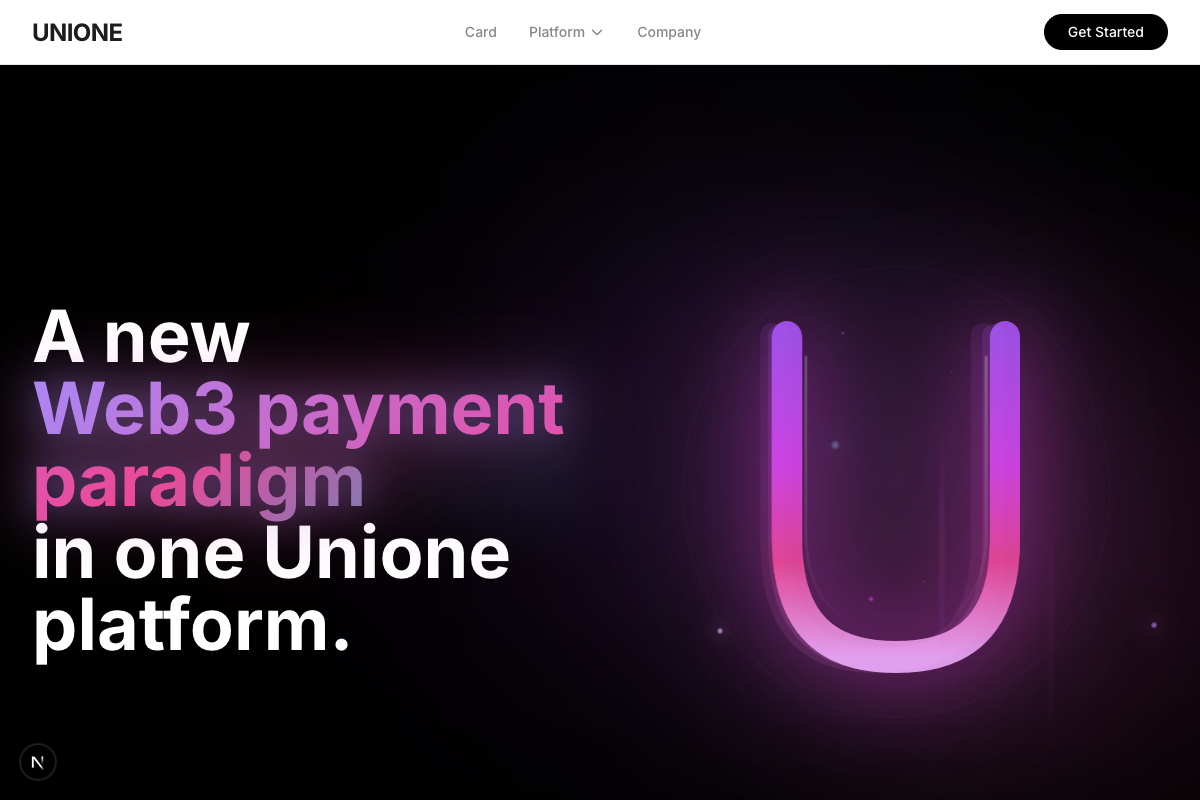 UNIONE
Card
Platform
Company
Get Started
A new
Web3 payment
paradigm
in one Unione
platform.
U
N